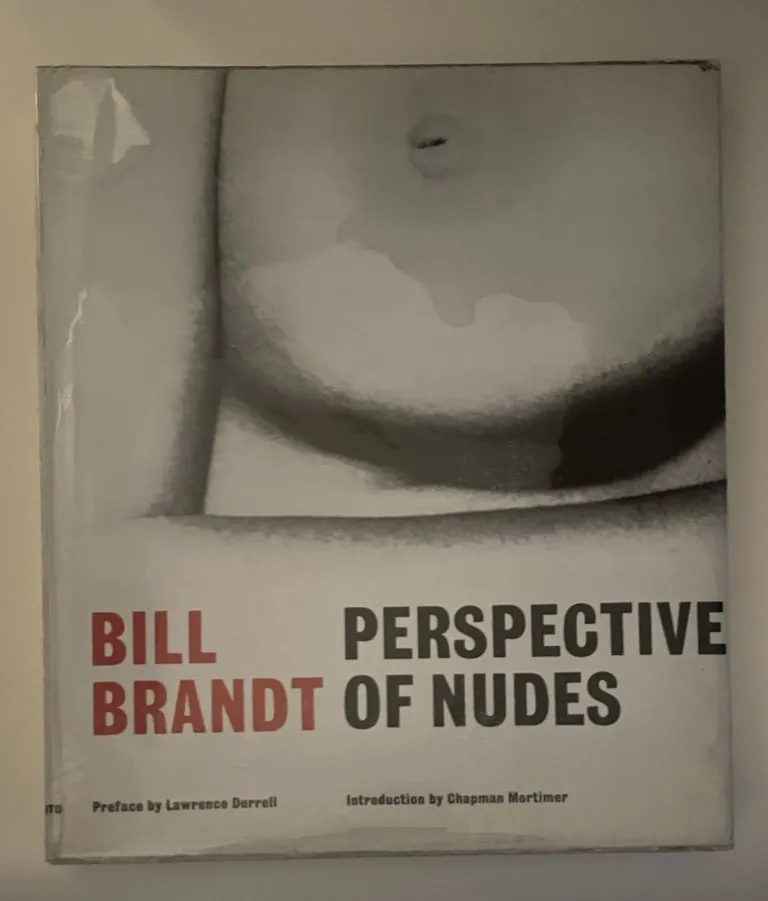 BILL PERSPECTIVE
BRANDT OF NUDES
Preface by Lawrence Durrell Introduction by Chapman Mortimer